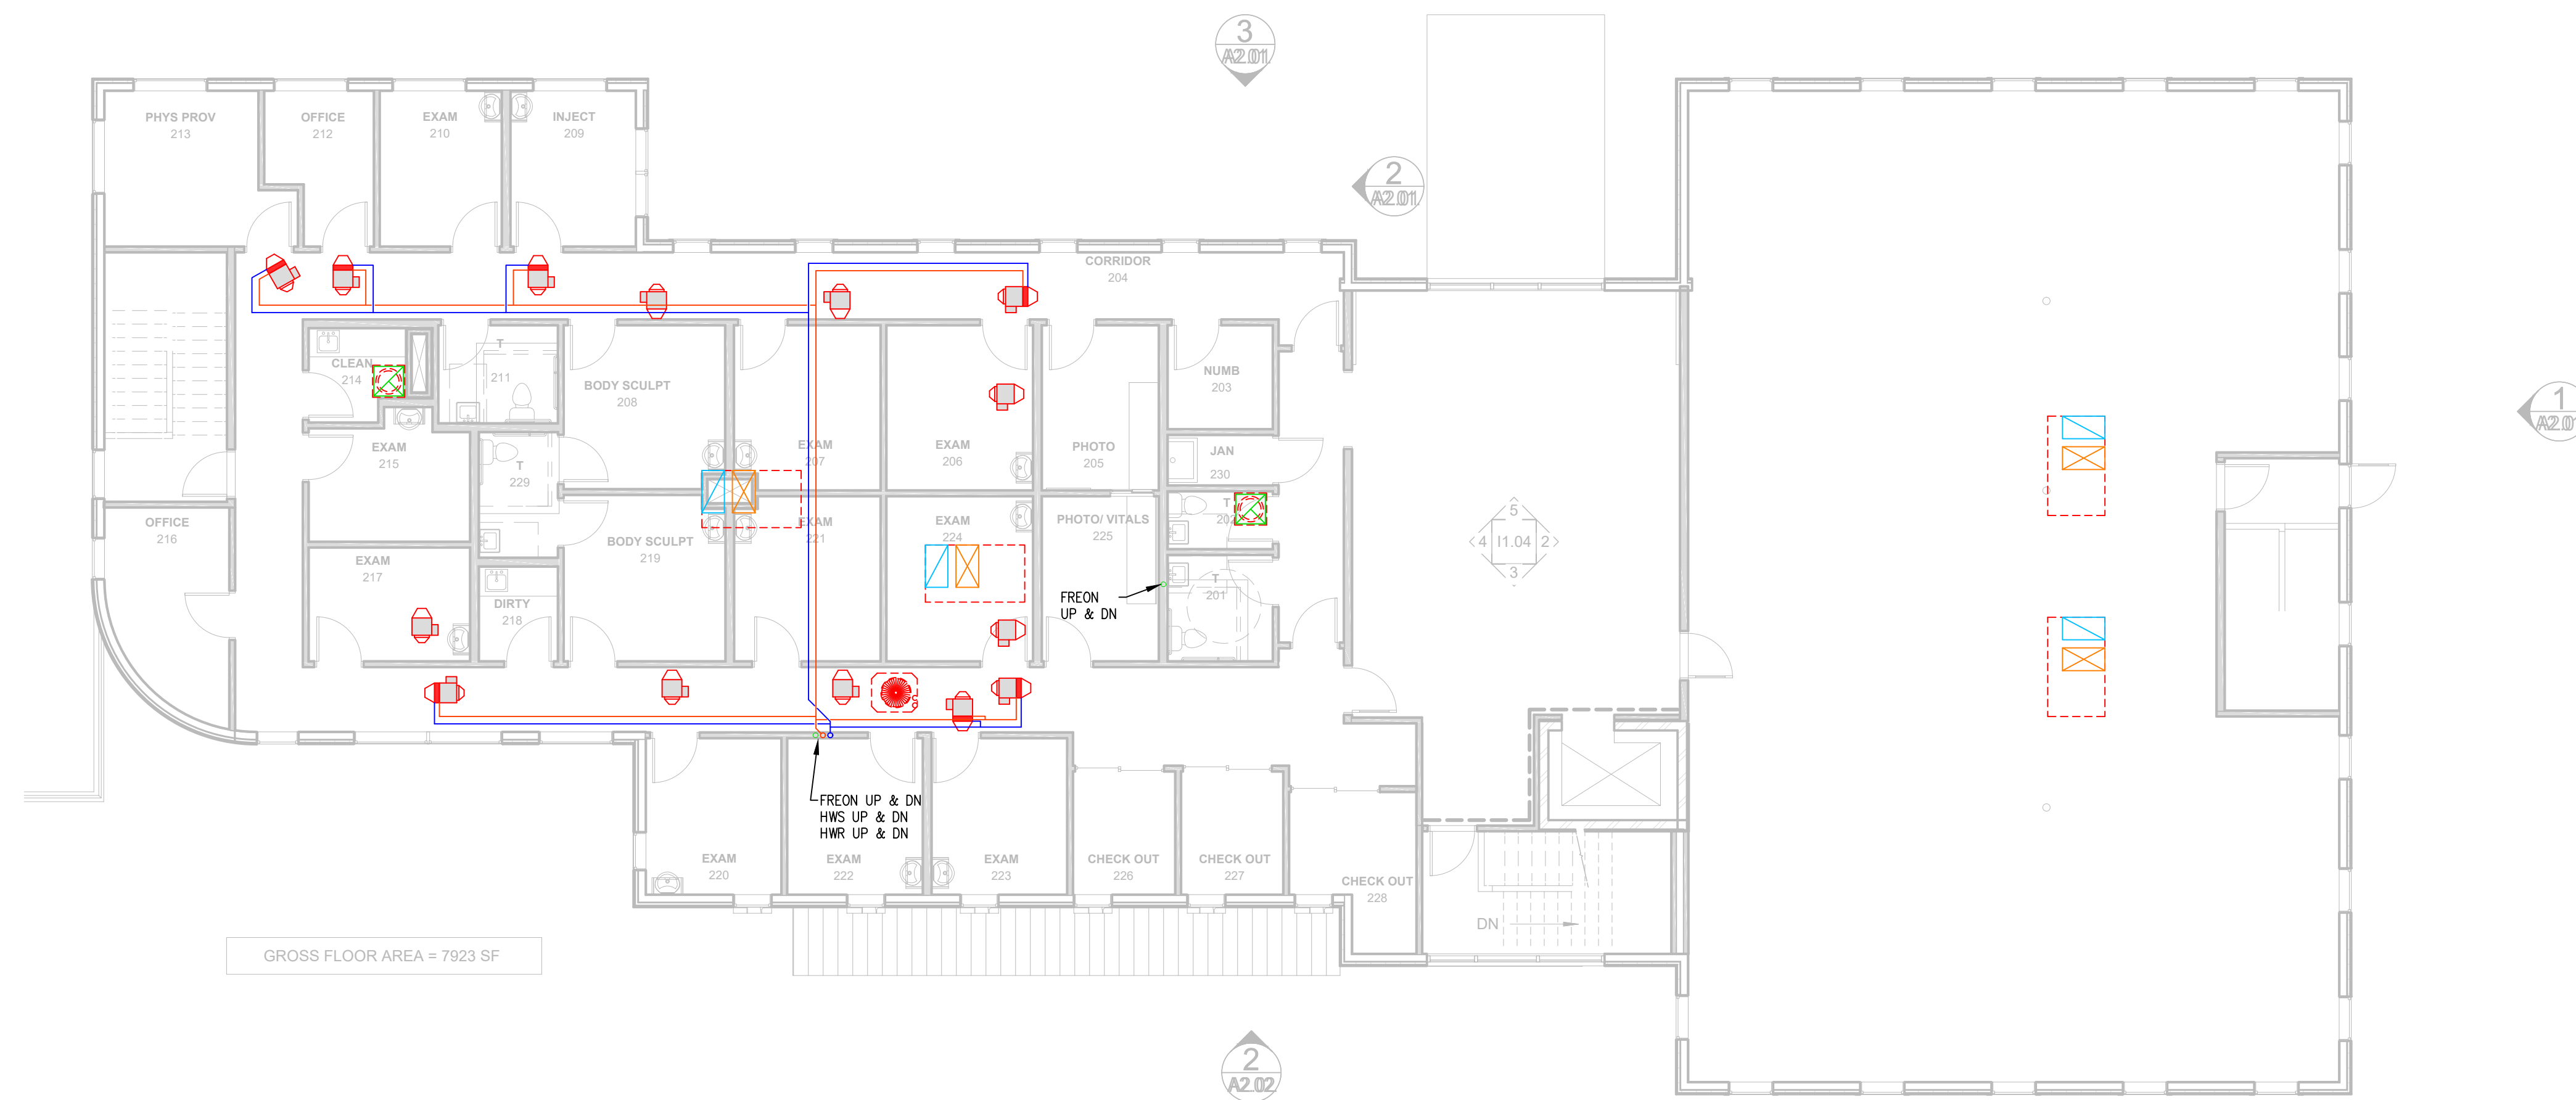 3
A2.01
2
A2.01
1
PHYS PROV
213
OFFICE
212
EXAM
210
INJECT
209
CORRIDOR
204
CLEAN
214
T
211
BODY SCULPT
208
NUMB
203
EXAM
215
T
229
EXAM
207
EXAM
206
PHOTO
205
JAN
230
OFFICE
216
EXAM
217
DIRTY
218
BODY SCULPT
219
EXAM
221
EXAM
224
PHOTO/ VITALS
225
T
202
T
201
FREON
UP & DN
5
4
I1.04
2
3
FREON UP & DN
HWS UP & DN
HWR UP & DN
EXAM
220
EXAM
222
EXAM
223
CHECK OUT
226
CHECK OUT
227
CHECK OUT
228
DN
GROSS FLOOR AREA = 7923 SF
2
A2.02